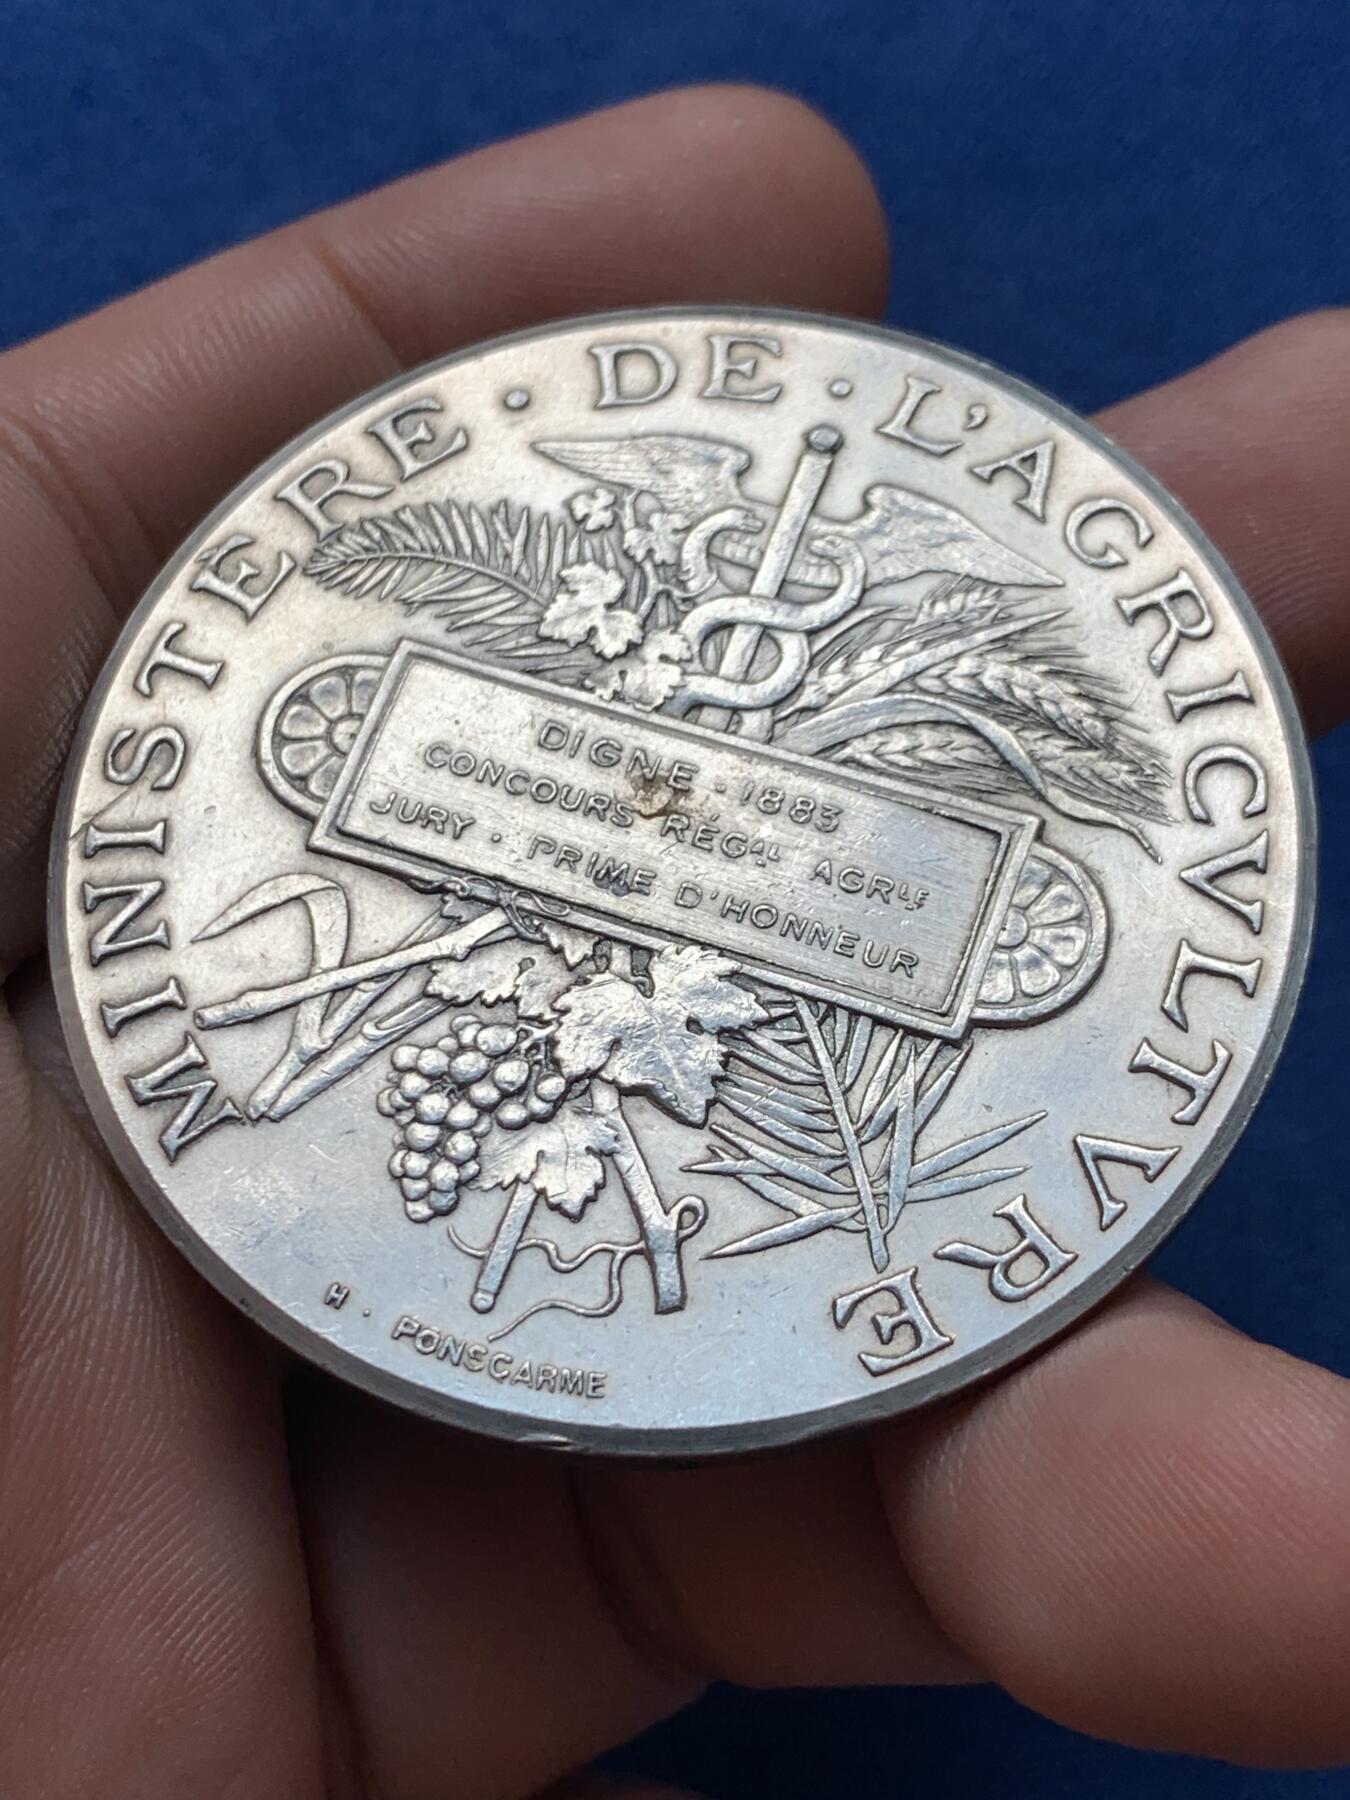 MINISTÈRE · DE · L'AGRICVLTVRE
DIGNE . 1883
CONCOURS RÉGAL AGRLE
JURY · PRIME D'HONNEUR
H · PONSCARME